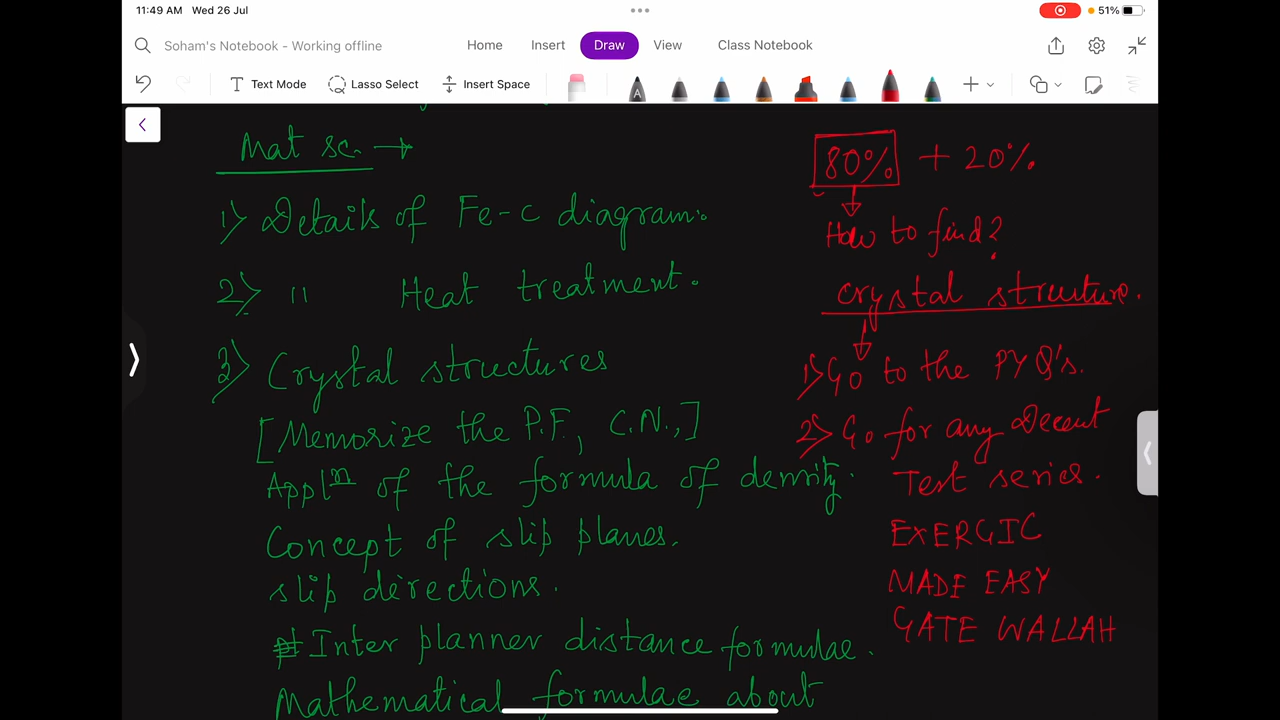 11:49 AM Wed 26 Jul
51%
Soham's Notebook - Working offline
Home Insert Draw View Class Notebook
Text Mode Lasso Select Insert Space
A
Mat sc. →
1) Details of Fe-C diagram.
2) " Heat treatment.
3) Crystal structures
[Memorize the P.F., C.N.,]
Applⁿ of the formula of density.
Concept of slip planes.
slip directions.
# Inter planner distance formulae.
Mathematical formulae about
80% + 20%
How to find?
crystal structure.
1) Go to the PYQ's.
2) Go for any Decent
Test series.
EXERGIC
MADE EASY
GATE WALLAH